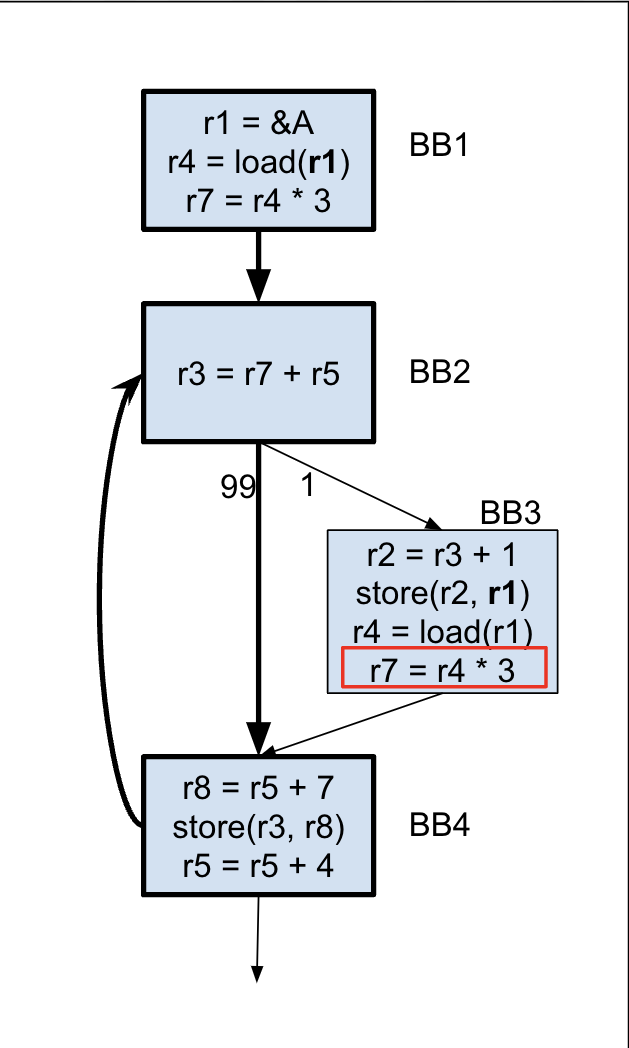 r1 = &A
r4 = load(r1)
r7 = r4 * 3
BB1
r3 = r7 + r5
BB2
99
1
BB3
r2 = r3 + 1
store(r2, r1)
r4 = load(r1)
r7 = r4 * 3
r8 = r5 + 7
store(r3, r8)
r5 = r5 + 4
BB4